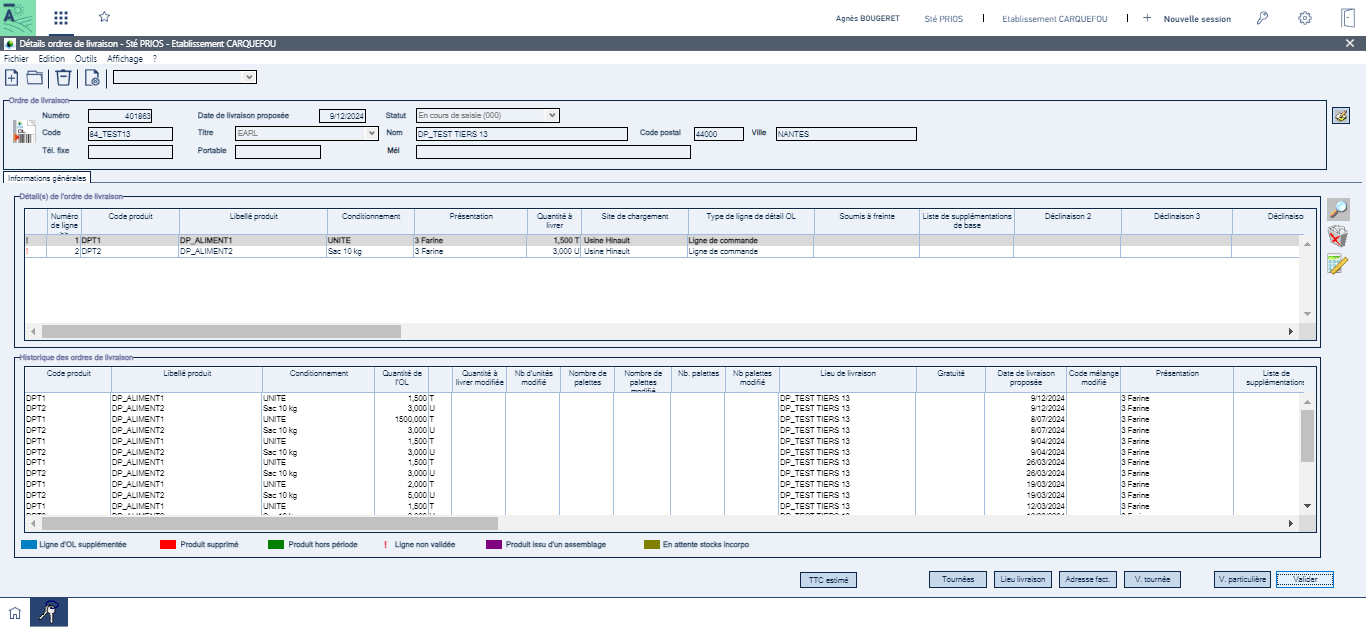 Agnès BOUGERET Sté PRIOS | Etablissement CARQUEFOU | + Nouvelle session
Détails ordres de livraison - Sté PRIOS - Etablissement CARQUEFOU
Fichier Edition Outils Affichage ?
Ordre de livraison
Numéro 401863 Date de livraison proposée 9/12/2024 Statut En cours de saisie (000)
Code 84_TEST13 Titre EARL Nom DP_TEST TIERS 13 Code postal 44000 Ville NANTES
Tél. fixe Portable Mél
Informations générales
Détail(s) de l'ordre de livraison
Numéro de ligne >> Code produit Libellé produit Conditionnement Présentation Quantité à livrer Site de chargement Type de ligne de détail OL Soumis à freinte Liste de supplémentations de base Déclinaison 2 Déclinaison 3 Déclinaiso
! 1 DPT1 DP_ALIMENT1 UNITE 3 Farine 1,500 T Usine Hinault Ligne de commande
! 2 DPT2 DP_ALIMENT2 Sac 10 kg 3 Farine 3,000 U Usine Hinault Ligne de commande
Historique des ordres de livraison
Code produit Libellé produit Conditionnement Quantité de l'OL Quantité à livrer modifiée Nb d'unités modifié Nombre de palettes Nombre de palettes modifié Nb. palettes Nb palettes modifié Lieu de livraison Gratuité Date de livraison proposée Code mélange modifié Présentation Liste de supplémentations
DPT1 DP_ALIMENT1 UNITE 1,500 T DP_TEST TIERS 13 9/12/2024 3 Farine
DPT2 DP_ALIMENT2 Sac 10 kg 3,000 U DP_TEST TIERS 13 9/12/2024 3 Farine
DPT1 DP_ALIMENT1 UNITE 1500,000 T DP_TEST TIERS 13 8/07/2024 3 Farine
DPT2 DP_ALIMENT2 Sac 10 kg 3,000 U DP_TEST TIERS 13 8/07/2024 3 Farine
DPT1 DP_ALIMENT1 UNITE 1,500 T DP_TEST TIERS 13 9/04/2024 3 Farine
DPT2 DP_ALIMENT2 Sac 10 kg 3,000 U DP_TEST TIERS 13 9/04/2024 3 Farine
DPT1 DP_ALIMENT1 UNITE 1,500 T DP_TEST TIERS 13 26/03/2024 3 Farine
DPT2 DP_ALIMENT2 Sac 10 kg 3,000 U DP_TEST TIERS 13 26/03/2024 3 Farine
DPT1 DP_ALIMENT1 UNITE 2,000 T DP_TEST TIERS 13 19/03/2024 3 Farine
DPT2 DP_ALIMENT2 Sac 10 kg 5,000 U DP_TEST TIERS 13 19/03/2024 3 Farine
DPT1 DP_ALIMENT1 UNITE 1,500 T DP_TEST TIERS 13 12/03/2024 3 Farine
Ligne d'OL supplémentée Produit supprimé Produit hors période ! Ligne non validée Produit issu d'un assemblage En attente stocks incorpo
TTC estimé Tournées Lieu livraison Adresse fact. V. tournée V. particulière Valider